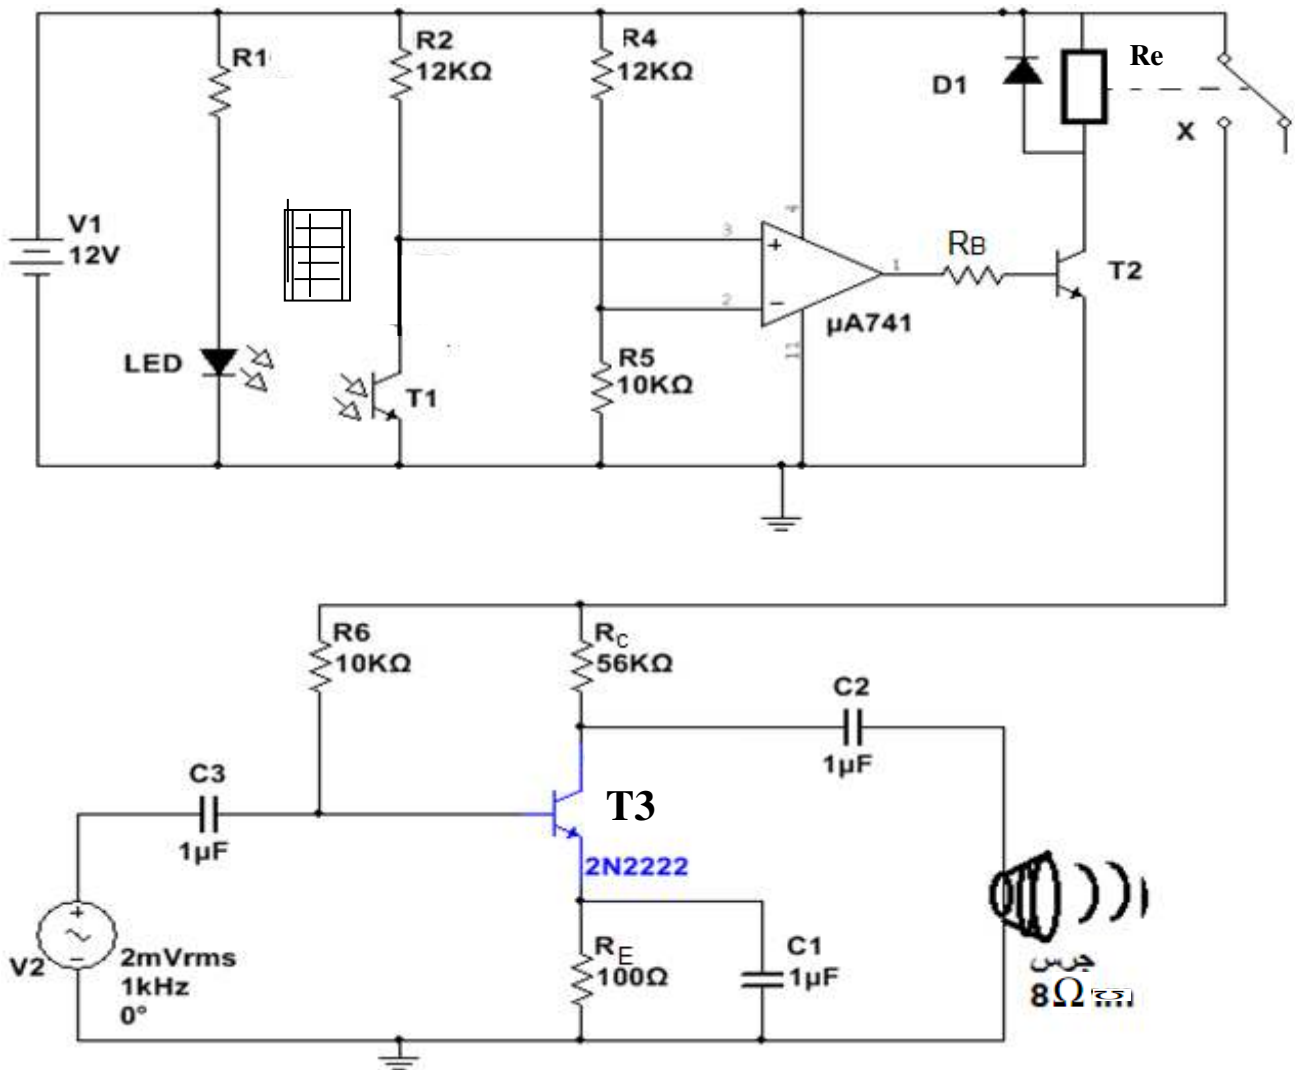 R1
R2
12KΩ
R4
12KΩ
D1
Re
X
V1
12V
3
4
+
2
−
1
11
RB
T2
µA741
LED
T1
R5
10KΩ
R6
10KΩ
Rc
56KΩ
C2
1µF
C3
1µF
T3
2N2222
+
−
V2
2mVrms
1kHz
0°
RE
100Ω
C1
1µF
جرس
8Ω